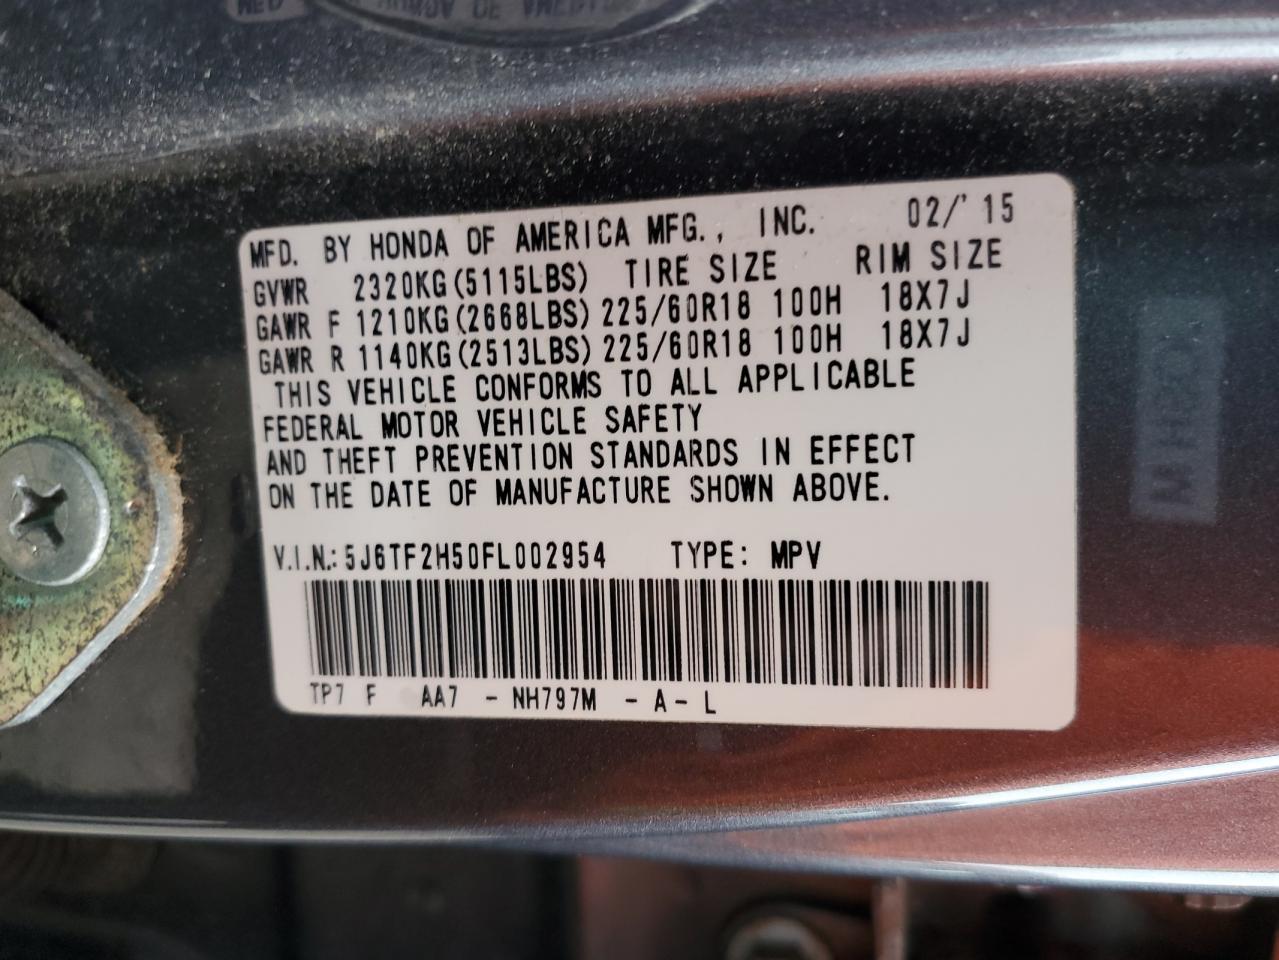 MFD. BY HONDA OF AMERICA MFG., INC. 02/'15
GVWR 2320KG(5115LBS) TIRE SIZE RIM SIZE
GAWR F 1210KG(2668LBS) 225/60R18 100H 18X7J
GAWR R 1140KG(2513LBS) 225/60R18 100H 18X7J
THIS VEHICLE CONFORMS TO ALL APPLICABLE
FEDERAL MOTOR VEHICLE SAFETY
AND THEFT PREVENTION STANDARDS IN EFFECT
ON THE DATE OF MANUFACTURE SHOWN ABOVE.
V.I.N.: 5J6TF2H50FL002954 TYPE: MPV
TP7 F AA7 - NH797M - A - L